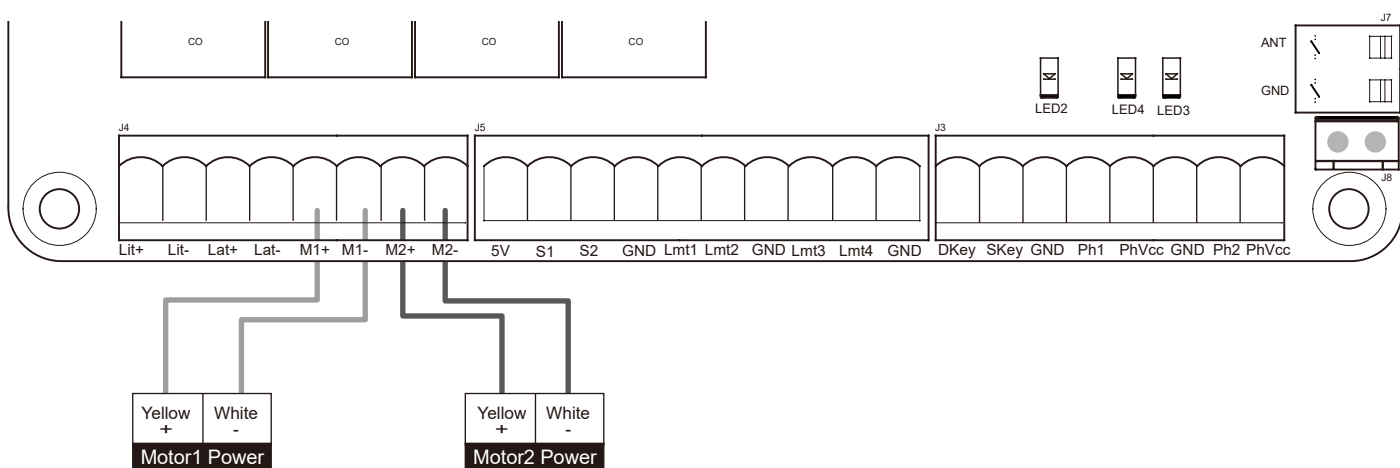 J7
CO CO CO CO
ANT
GND
LED2 LED4 LED3
J4 J5 J3
J8
Lit+ Lit- Lat+ Lat- M1+ M1- M2+ M2- 5V S1 S2 GND Lmt1 Lmt2 GND Lmt3 Lmt4 GND DKey SKey GND Ph1 PhVcc GND Ph2 PhVcc
Yellow White Yellow White
+ - + -
Motor1 Power Motor2 Power